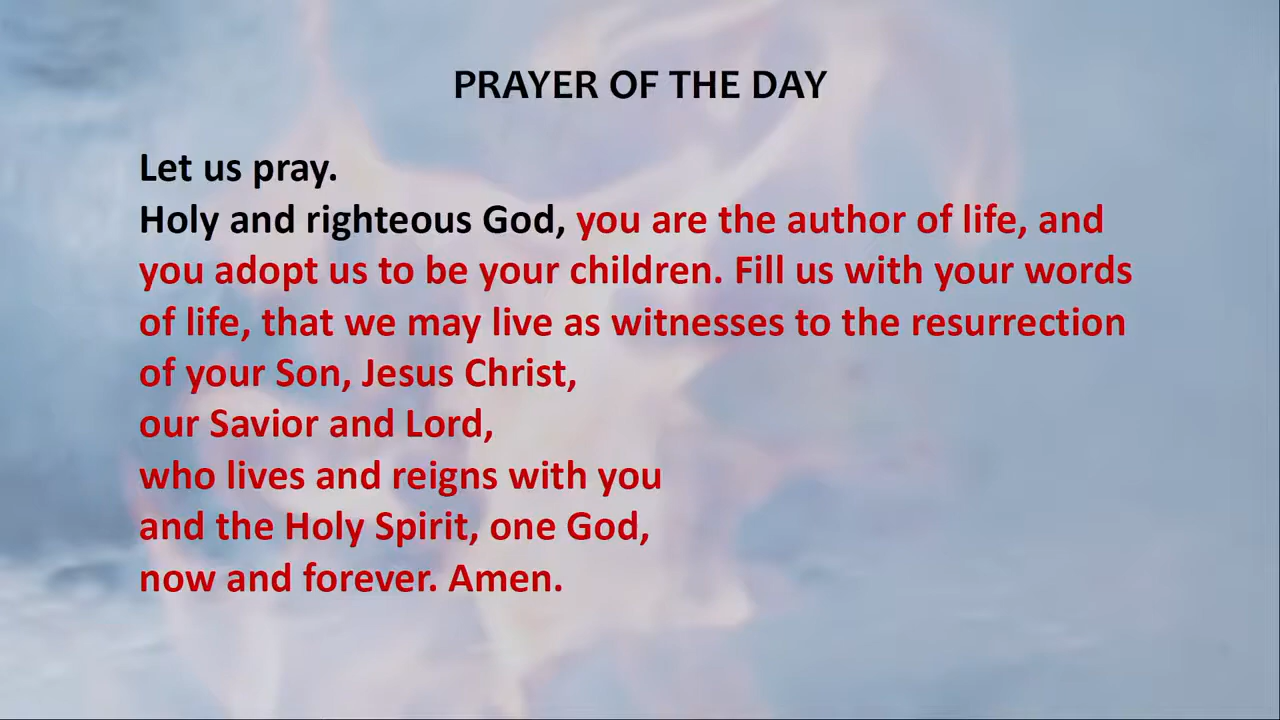 PRAYER OF THE DAY
Let us pray.
Holy and righteous God, you are the author of life, and
you adopt us to be your children. Fill us with your words
of life, that we may live as witnesses to the resurrection
of your Son, Jesus Christ,
our Savior and Lord,
who lives and reigns with you
and the Holy Spirit, one God,
now and forever. Amen.